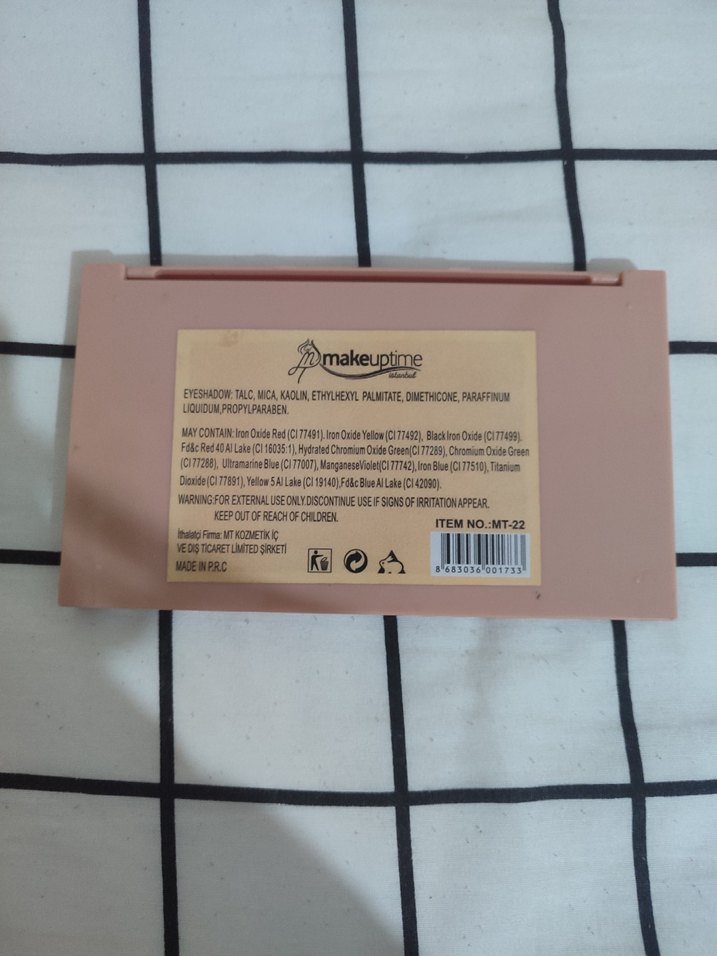 makeuptime
istanbul
EYESHADOW: TALC, MICA, KAOLIN, ETHYLHEXYL PALMITATE, DIMETHICONE, PARAFFINUM
LIQUIDUM,PROPYLPARABEN.
MAY CONTAIN: Iron Oxide Red (CI 77491). Iron Oxide Yellow (CI 77492), Black Iron Oxide (CI 77499).
Fd&c Red 40 Al Lake (CI 16035:1), Hydrated Chromium Oxide Green(CI 77289), Chromium Oxide Green
(CI 77288), Ultramarine Blue (CI 77007), ManganeseViolet(CI 77742),Iron Blue (CI 77510),Titanium
Dioxide (CI 77891), Yellow 5 Al Lake (CI 19140),Fd&c Blue Al Lake (CI 42090).
WARNING:FOR EXTERNAL USE ONLY.DISCONTINUE USE IF SIGNS OF IRRITATION APPEAR.
KEEP OUT OF REACH OF CHILDREN.
ITEM NO.:MT-22
İthalatçi Firma: MT KOZMETİK İÇ
VE DIŞ TİCARET LİMİTED ŞİRKETİ
MADE IN P.R.C
8 683036 001733